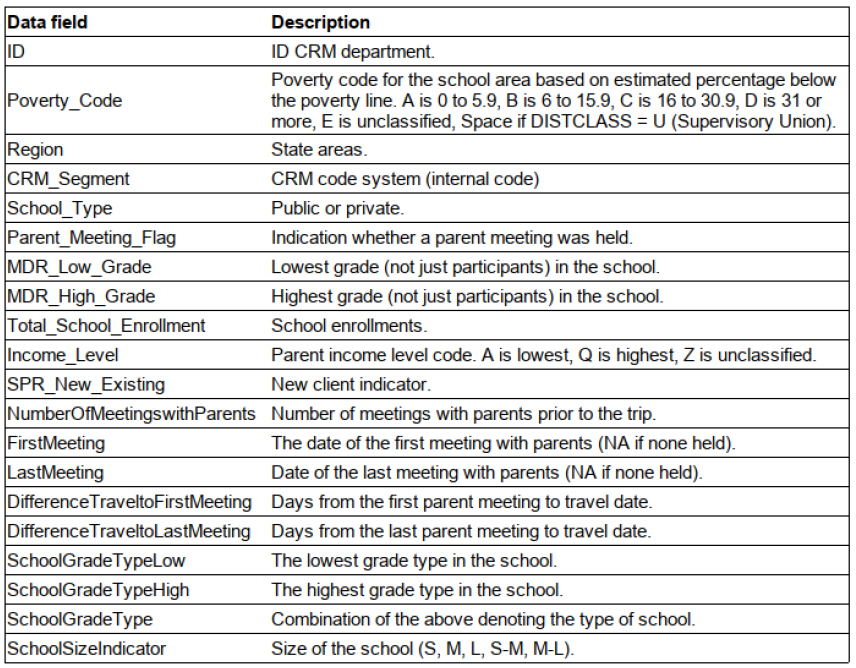 Data field Description
ID ID CRM department.
Poverty_Code Poverty code for the school area based on estimated percentage below
the poverty line. A is 0 to 5.9, B is 6 to 15.9, C is 16 to 30.9, D is 31 or
more, E is unclassified, Space if DISTCLASS = U (Supervisory Union).
Region State areas.
CRM_Segment CRM code system (internal code)
School_Type Public or private.
Parent_Meeting_Flag Indication whether a parent meeting was held.
MDR_Low_Grade Lowest grade (not just participants) in the school.
MDR_High_Grade Highest grade (not just participants) in the school.
Total_School_Enrollment School enrollments.
Income_Level Parent income level code. A is lowest, Q is highest, Z is unclassified.
SPR_New_Existing New client indicator.
NumberOfMeetingswithParents Number of meetings with parents prior to the trip.
FirstMeeting The date of the first meeting with parents (NA if none held).
LastMeeting Date of the last meeting with parents (NA if none held).
DifferenceTraveltoFirstMeeting Days from the first parent meeting to travel date.
DifferenceTraveltoLastMeeting Days from the last parent meeting to travel date.
SchoolGradeTypeLow The lowest grade type in the school.
SchoolGradeTypeHigh The highest grade type in the school.
SchoolGradeType Combination of the above denoting the type of school.
SchoolSizeIndicator Size of the school (S, M, L, S-M, M-L).